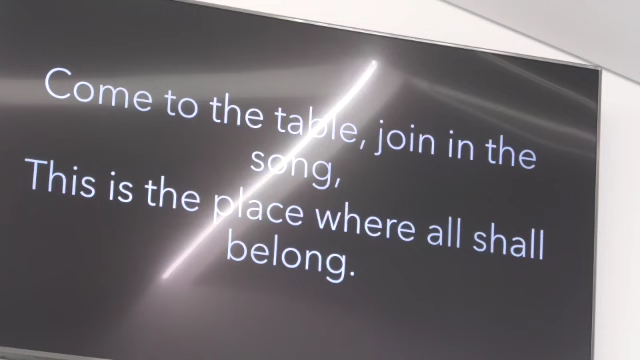 Come to the table, join in the
song,
This is the place where all shall
belong.